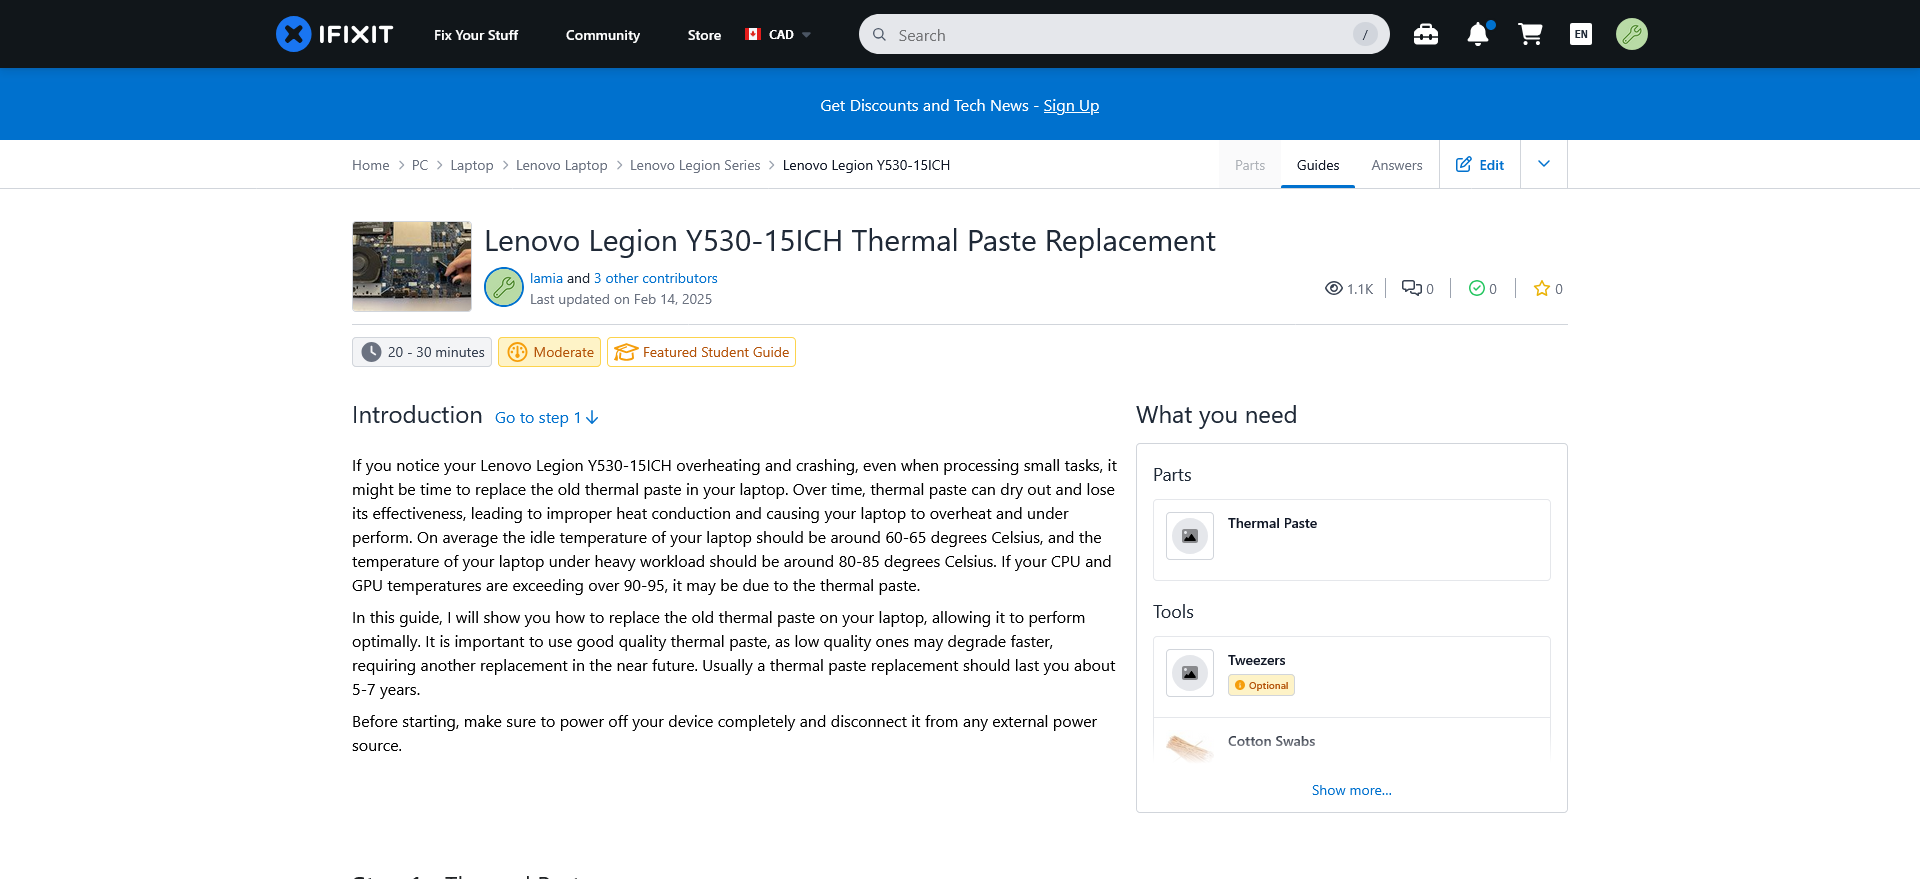 IFIXIT
Fix Your Stuff
Community
Store
CAD
Search
/
EN
Get Discounts and Tech News - Sign Up
Home > PC > Laptop > Lenovo Laptop > Lenovo Legion Series > Lenovo Legion Y530-15ICH
Parts
Guides
Answers
Edit
Lenovo Legion Y530-15ICH Thermal Paste Replacement
lamia and 3 other contributors
Last updated on Feb 14, 2025
1.1K
0
0
0
20 - 30 minutes
Moderate
Featured Student Guide
Introduction
Go to step 1
If you notice your Lenovo Legion Y530-15ICH overheating and crashing, even when processing small tasks, it
might be time to replace the old thermal paste in your laptop. Over time, thermal paste can dry out and lose
its effectiveness, leading to improper heat conduction and causing your laptop to overheat and under
perform. On average the idle temperature of your laptop should be around 60-65 degrees Celsius, and the
temperature of your laptop under heavy workload should be around 80-85 degrees Celsius. If your CPU and
GPU temperatures are exceeding over 90-95, it may be due to the thermal paste.
In this guide, I will show you how to replace the old thermal paste on your laptop, allowing it to perform
optimally. It is important to use good quality thermal paste, as low quality ones may degrade faster,
requiring another replacement in the near future. Usually a thermal paste replacement should last you about
5-7 years.
Before starting, make sure to power off your device completely and disconnect it from any external power
source.
What you need
Parts
Thermal Paste
Tools
Tweezers
Optional
Cotton Swabs
Show more...